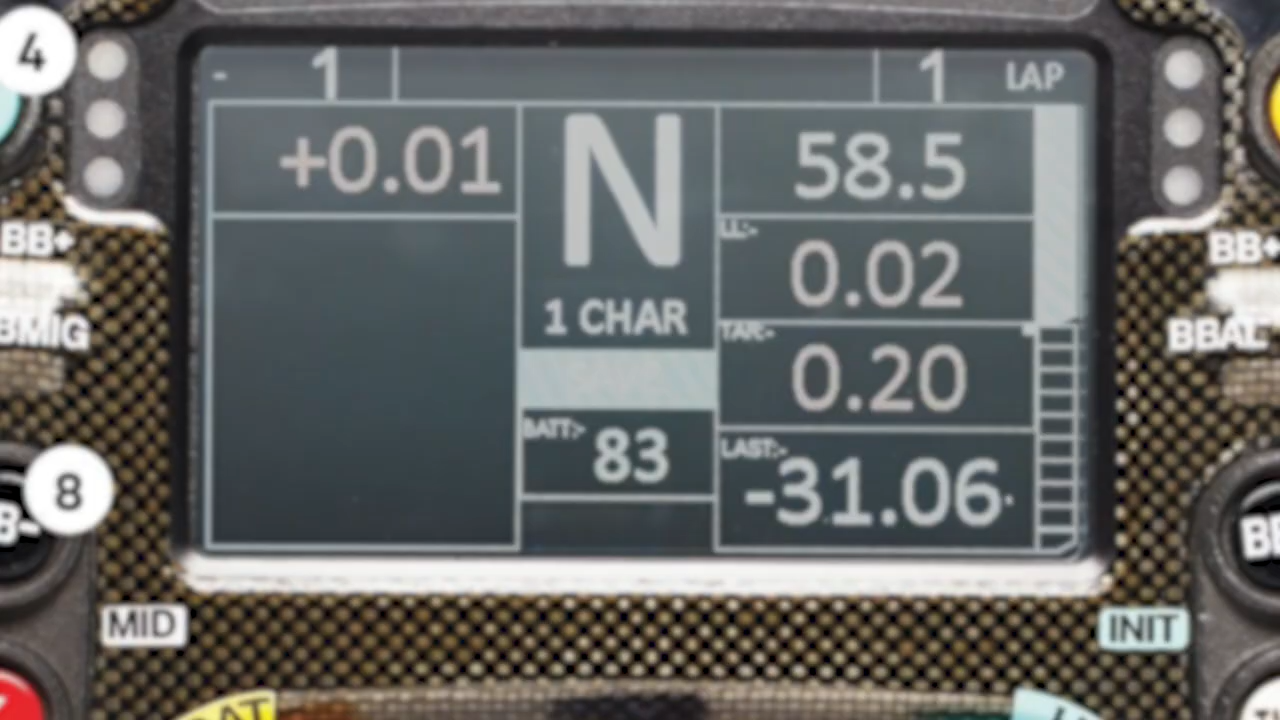 4
- 1 1 LAP
+0.01 N 58.5
BB+ BB+
LL:-
0.02
1 CHAR
BMIG BBAL
TAR:-
0.20
BATT:> 83
LAST:-
-31.06
8
B-
MID INIT